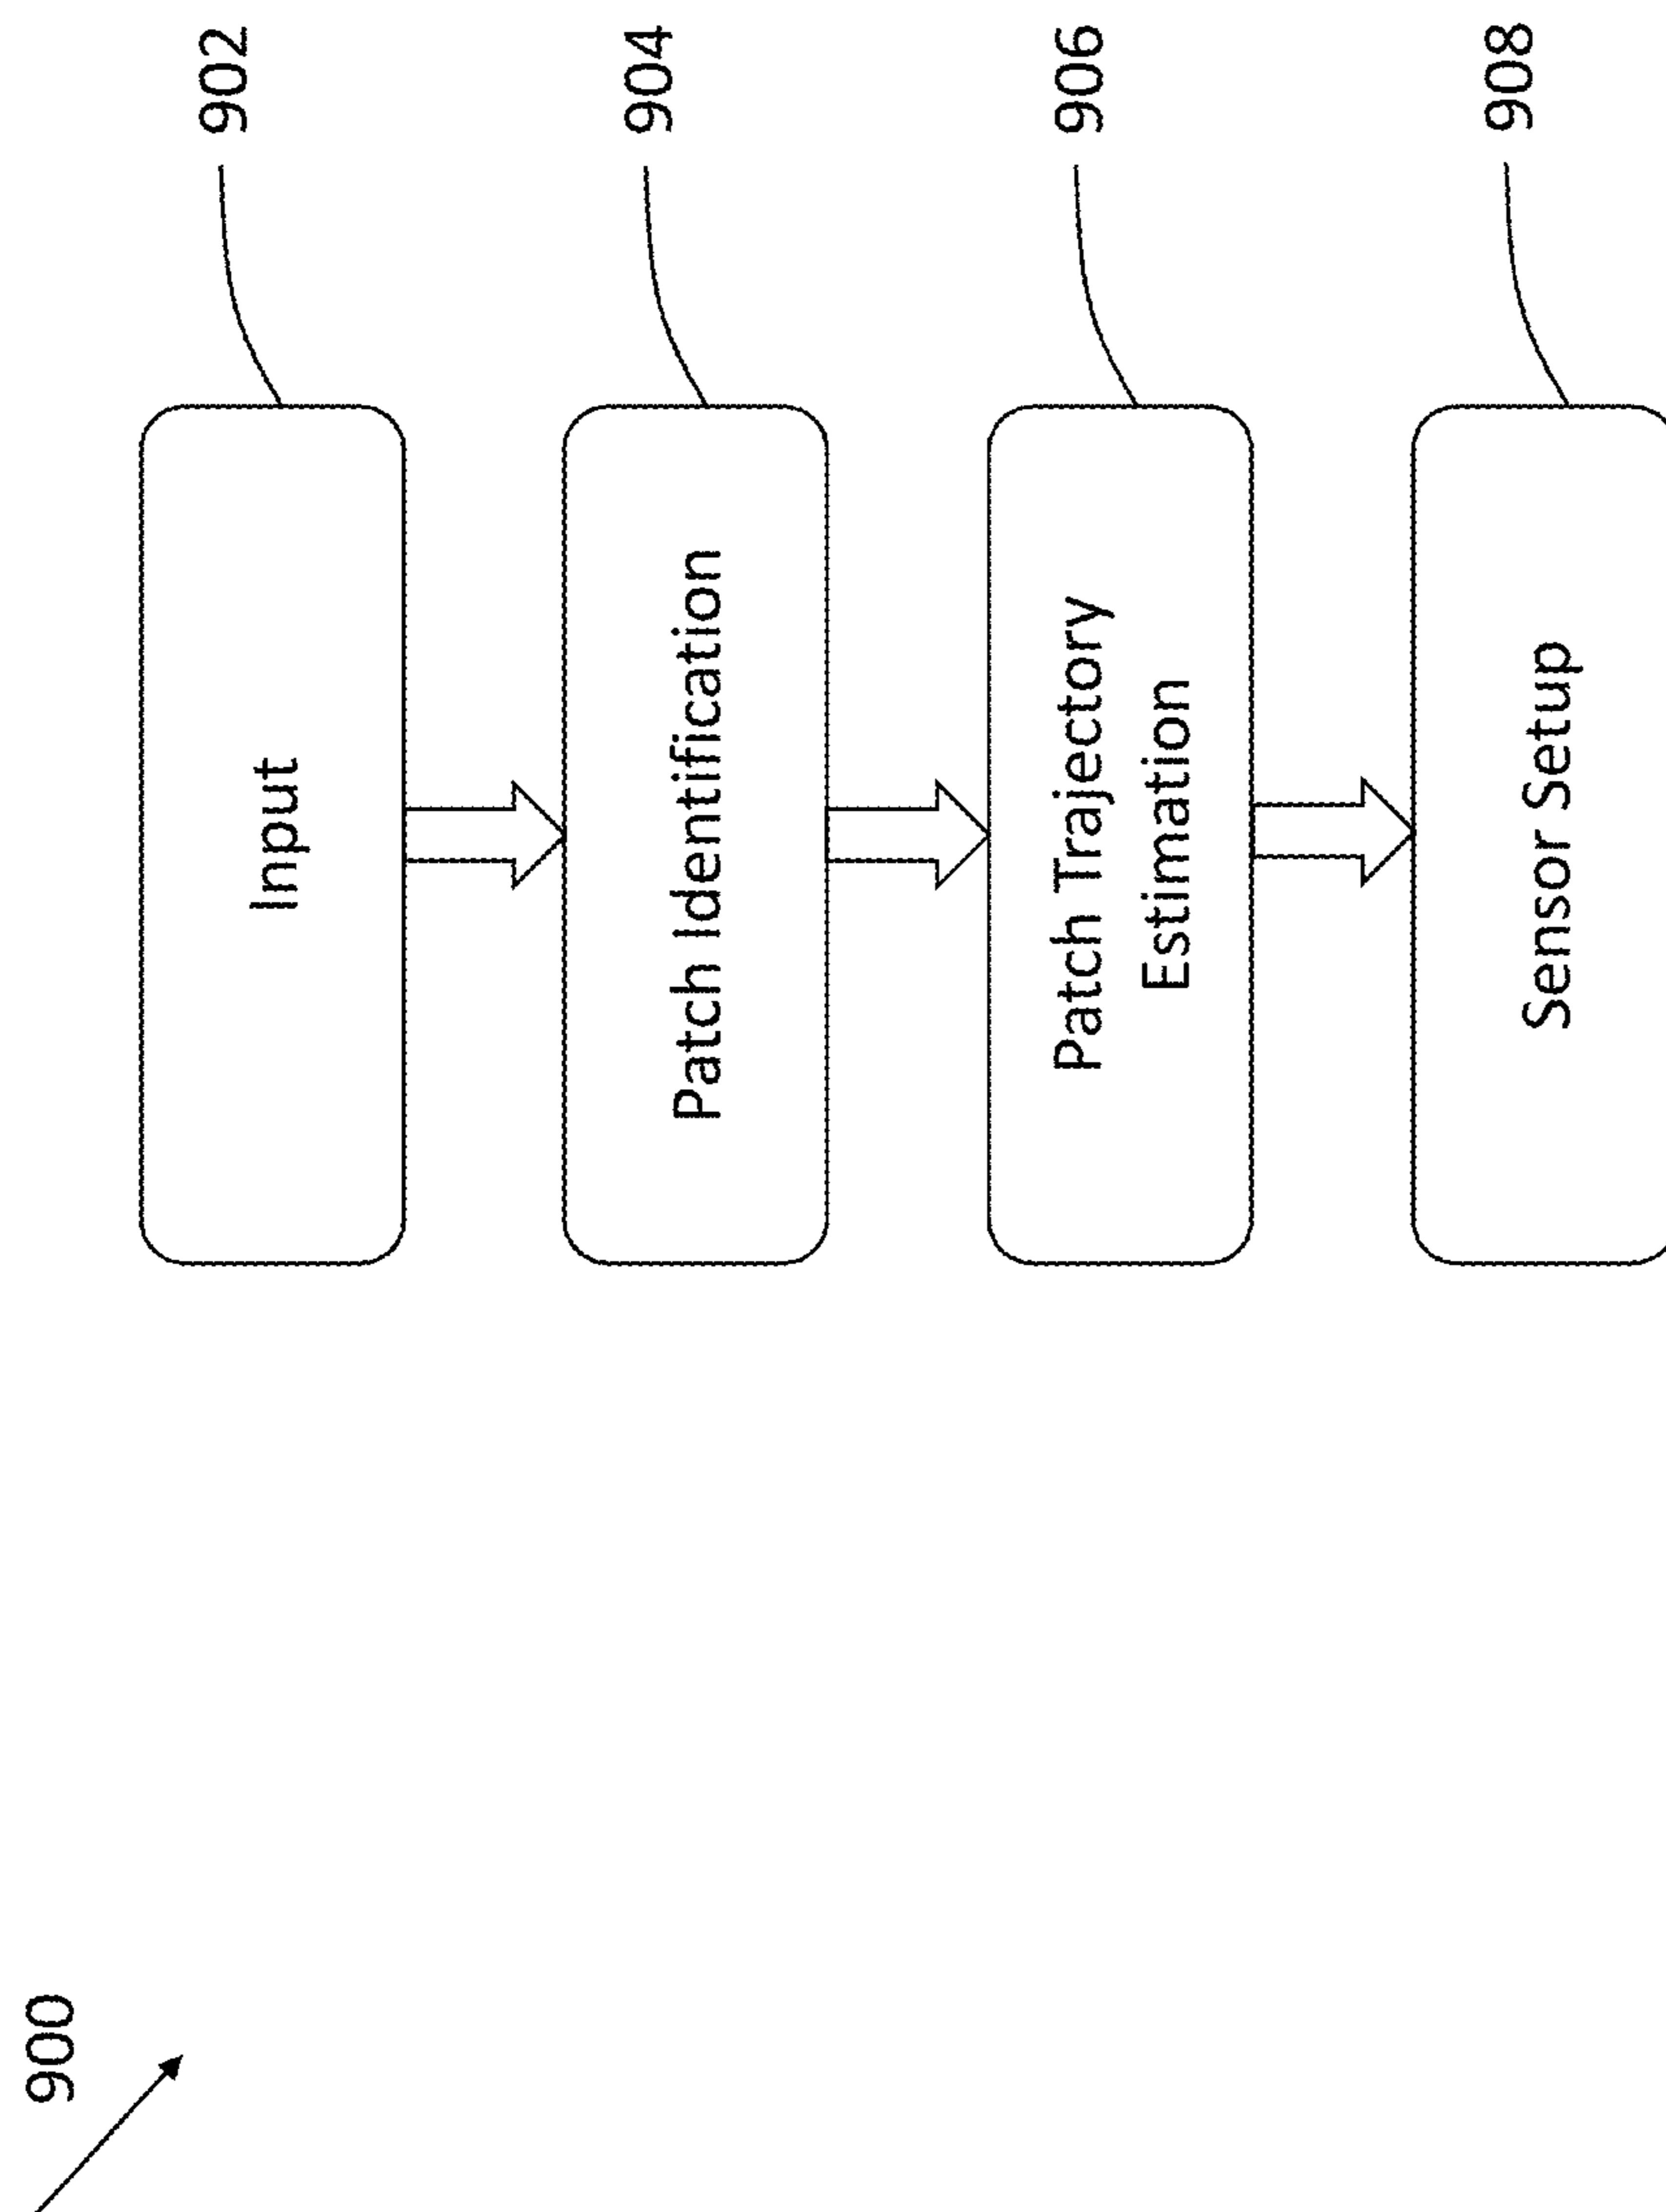 900
Input
902
Patch Identification
904
Patch Trajectory
Estimation
906
Sensor Setup
908